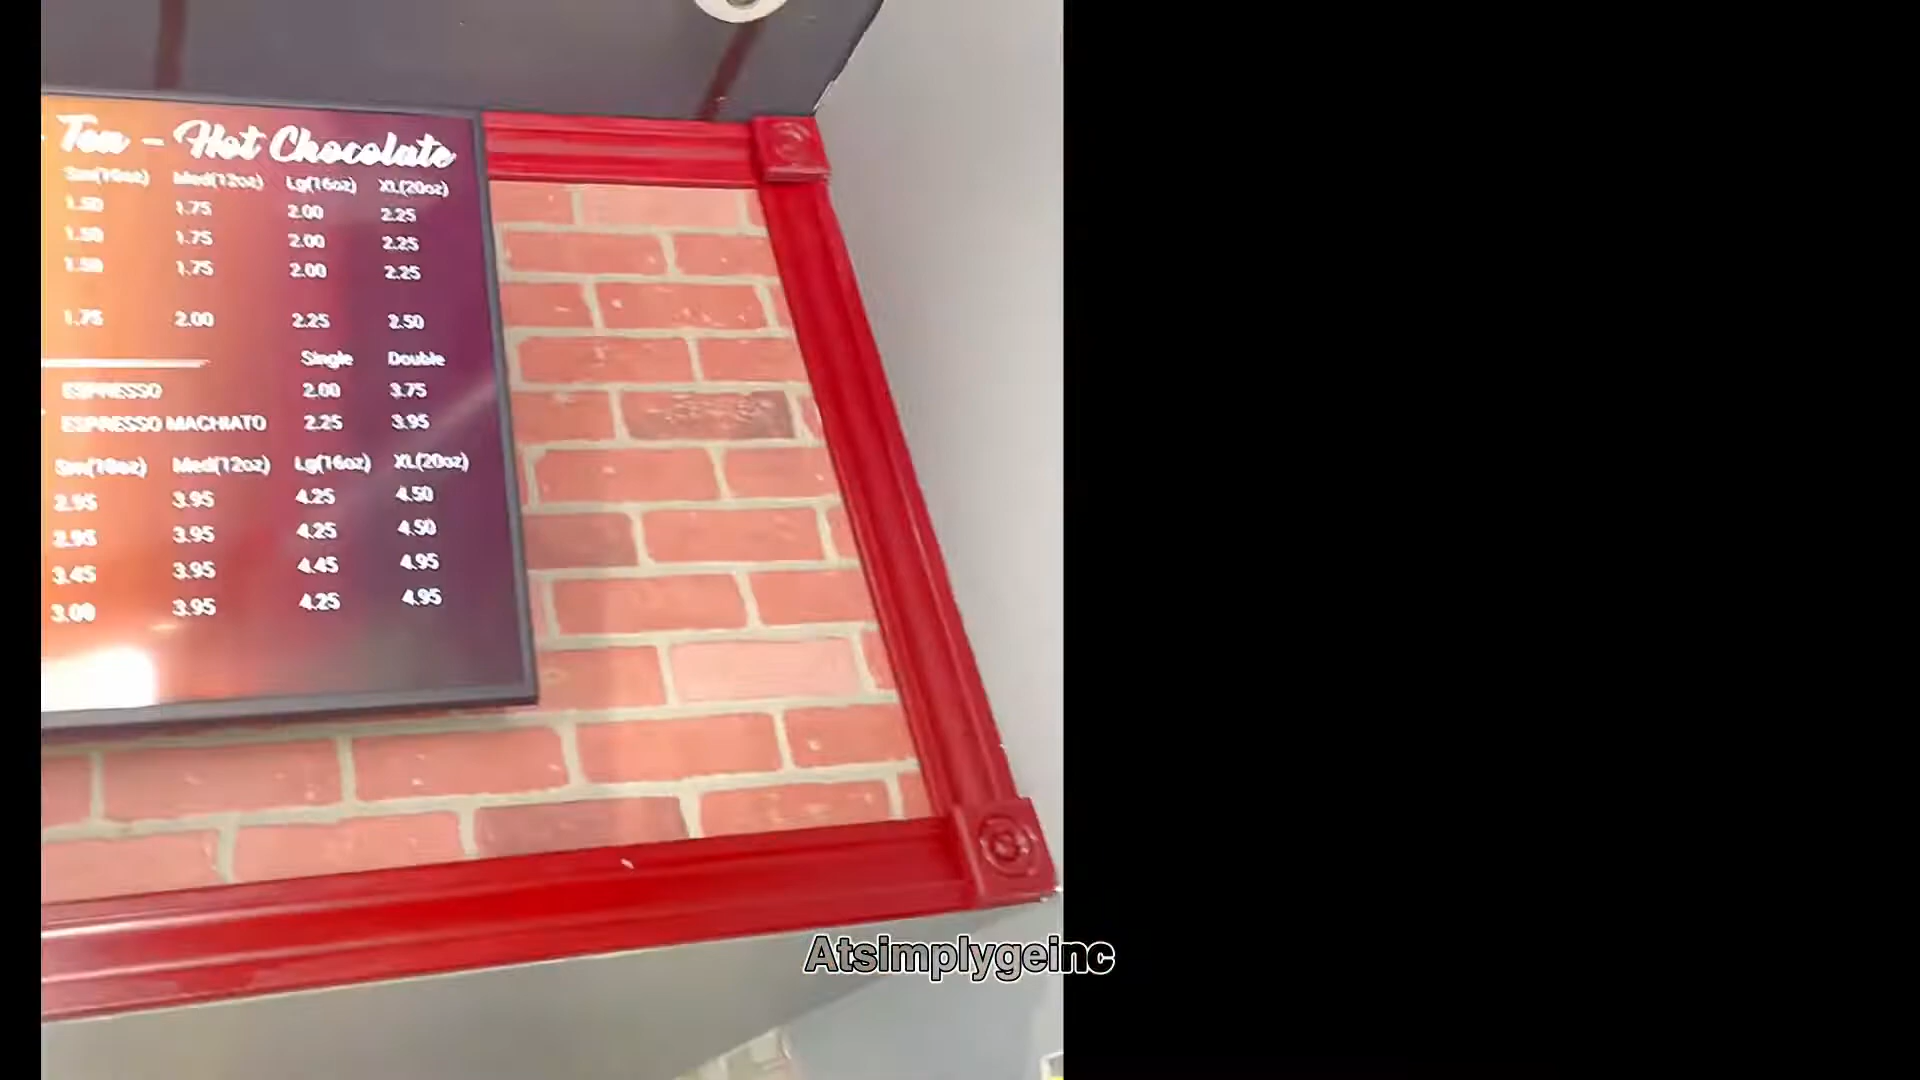 Tea - Hot Chocolate
Sm(10oz) Med(12oz) Lg(16oz) XL(20oz)
1.50 1.75 2.00 2.25
1.50 1.75 2.00 2.25
1.50 1.75 2.00 2.25
1.75 2.00 2.25 2.50
Single Double
ESPRESSO 2.00 3.75
ESPRESSO MACHIATO 2.25 3.95
Sm(10oz) Med(12oz) Lg(16oz) XL(20oz)
2.95 3.95 4.25 4.50
2.95 3.95 4.25 4.50
3.45 3.95 4.45 4.95
3.00 3.95 4.25 4.95
Atsimplygeinc